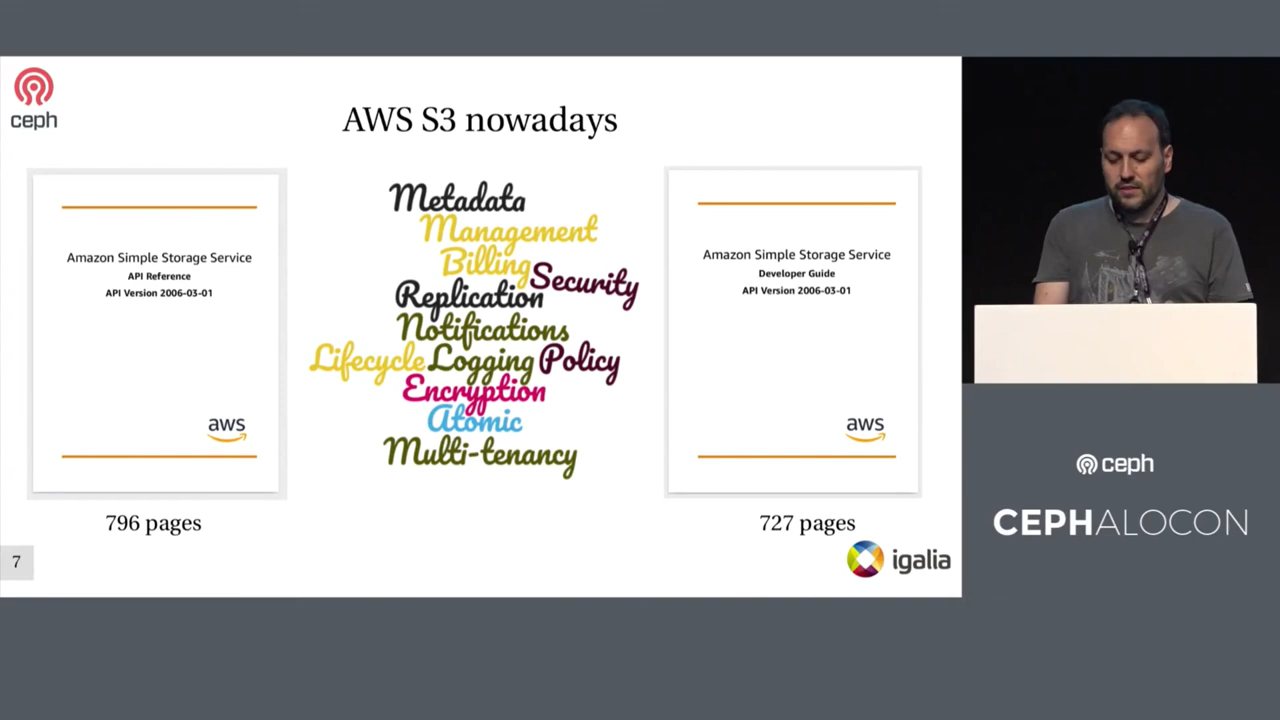 ceph
AWS S3 nowadays
Amazon Simple Storage Service
API Reference
API Version 2006-03-01
aws
796 pages
Metadata
Management
Billing
Security
Replication
Notifications
Lifecycle Logging Policy
Encryption
Atomic
Multi-tenancy
Amazon Simple Storage Service
Developer Guide
API Version 2006-03-01
aws
727 pages
7
igalia
ceph
CEPHALOCON